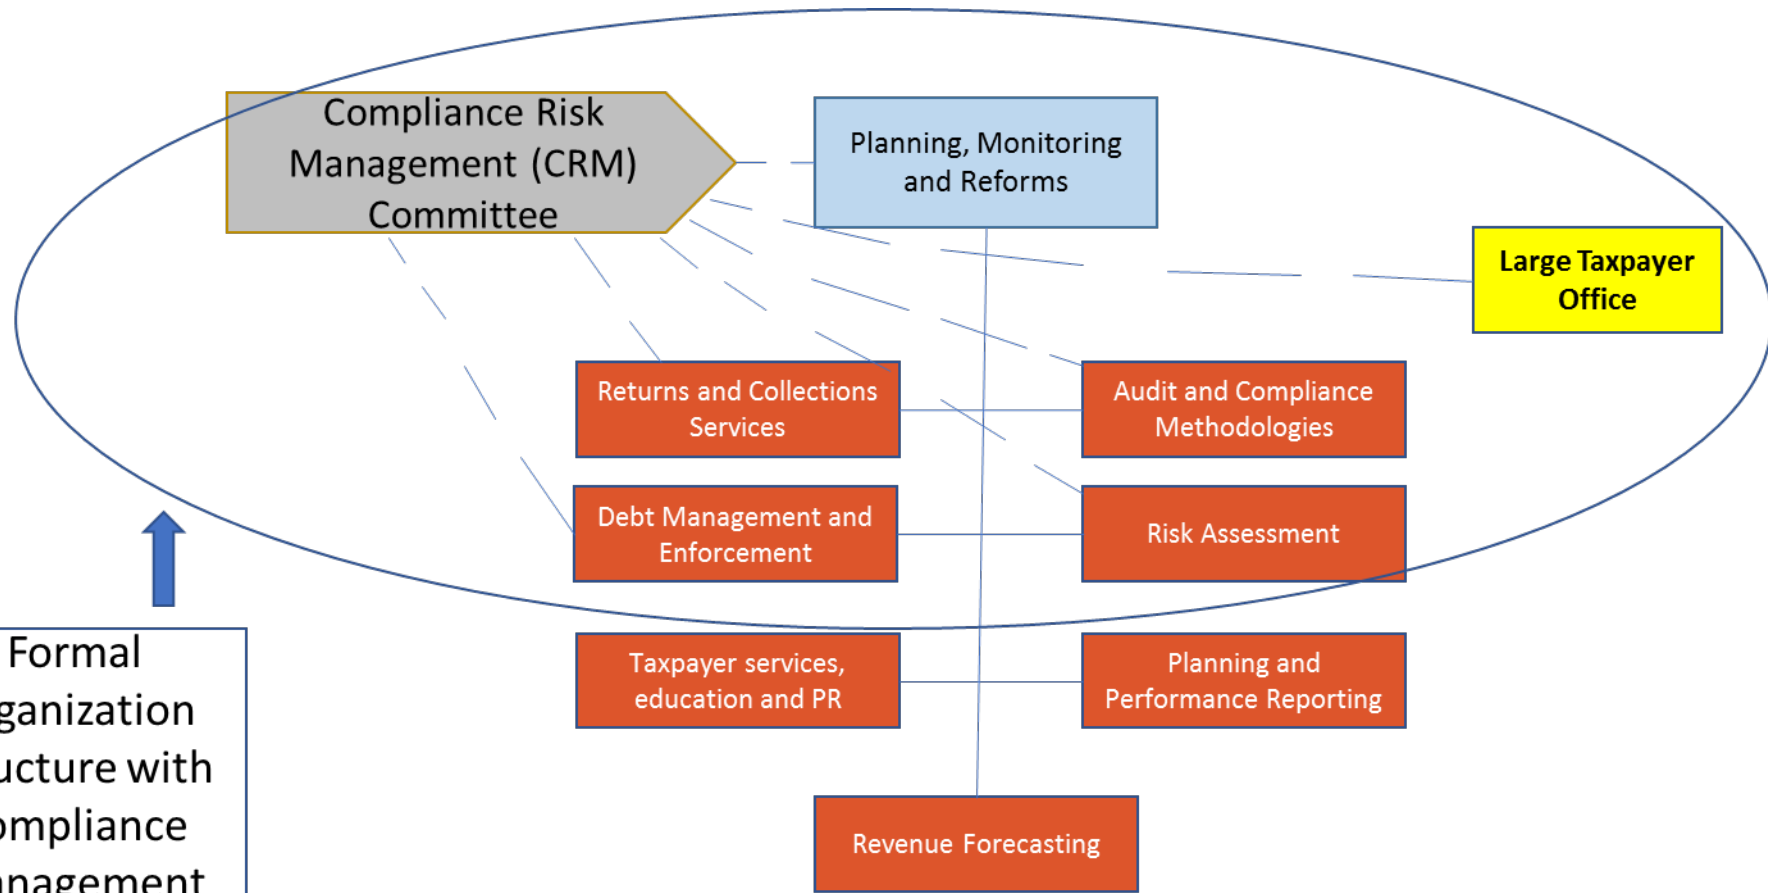 Compliance Risk
Management (CRM)
Committee
Planning, Monitoring
and Reforms
Large Taxpayer
Office
Returns and Collections
Services
Audit and Compliance
Methodologies
Debt Management and
Enforcement
Risk Assessment
Taxpayer services,
education and PR
Planning and
Performance Reporting
Revenue Forecasting
Formal
ganization
ucture with
ompliance
anagement